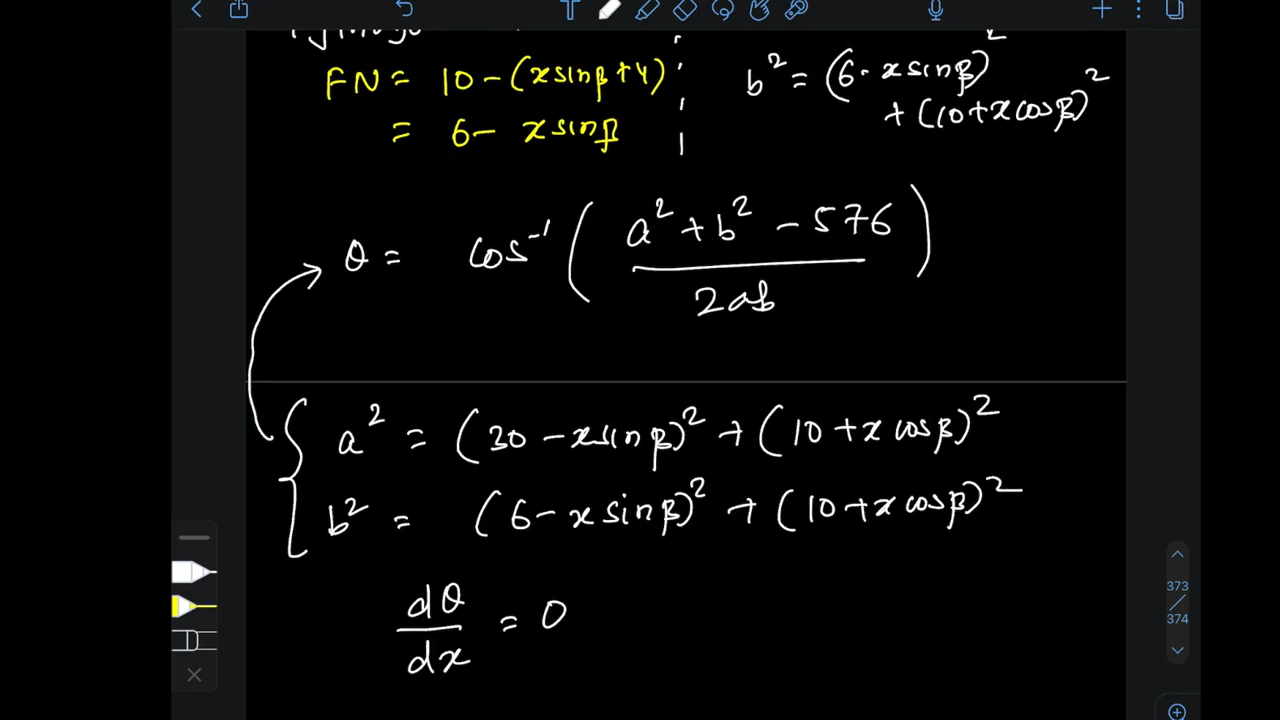 FN = 10 - (x sinβ + 4)
= 6 - x sinβ
b² = (6 - x sinβ)²
+ (10 + x cosβ)²
θ = cos⁻¹ ( (a² + b² - 576) / 2ab )
a² = (30 - x sinβ)² + (10 + x cosβ)²
b² = (6 - x sinβ)² + (10 + x cosβ)²
dθ/dx = 0
373
374